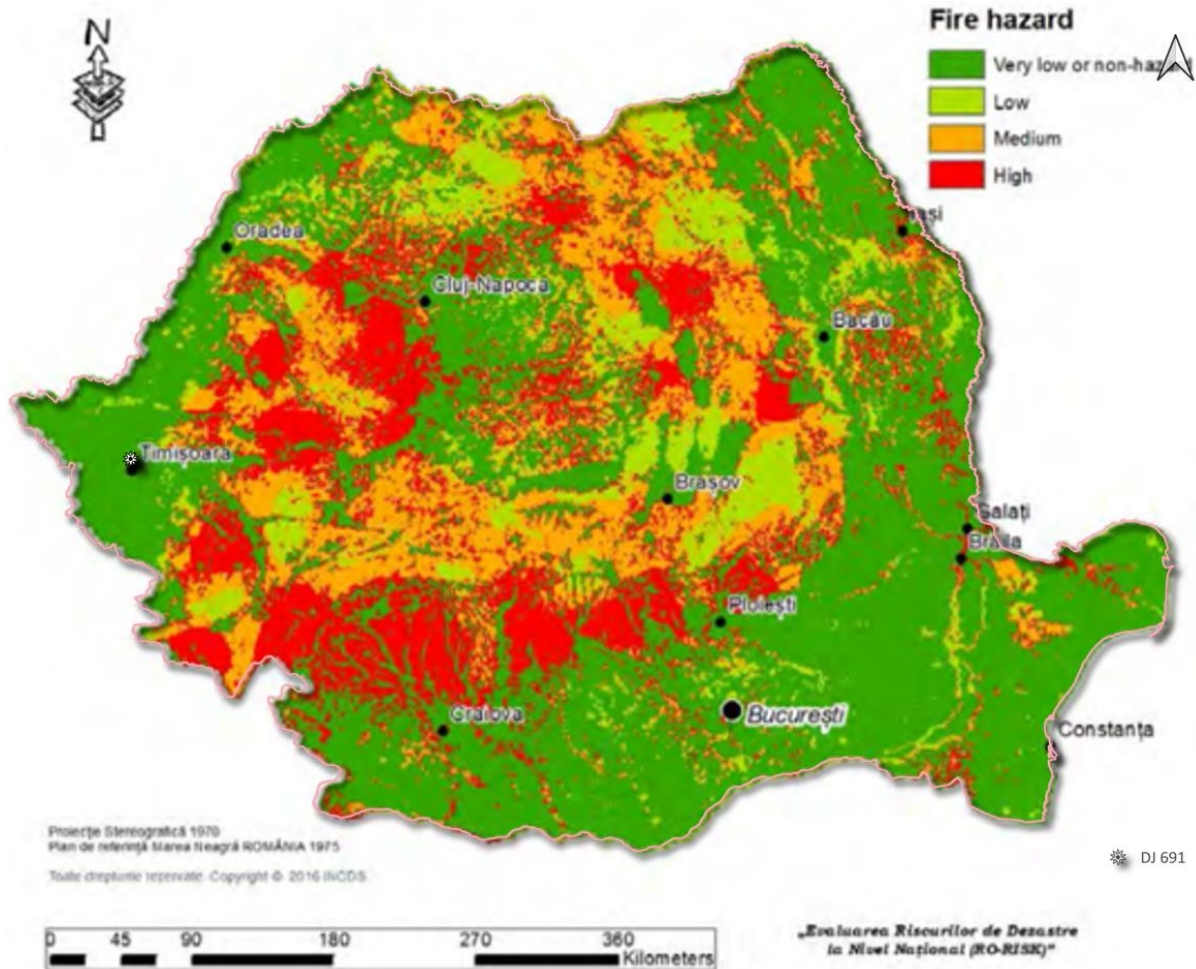 N
Fire hazard
Very low or non-hazard
Low
Medium
High
Oradea
Cluj-Napoca
Bacău
Timișoara
Brașov
Galați
Brăila
Ploiești
Craiova
București
Constanța
Proiecție Stereografică 1970
Plan de referință Marea Neagră ROMÂNIA 1975
Toate drepturile rezervate. Copyright © 2016 INCDS
DJ 691
0 45 90 180 270 360
Kilometers
„Evaluarea Riscurilor de Dezastre
la Nivel Național (RO-RISK)"